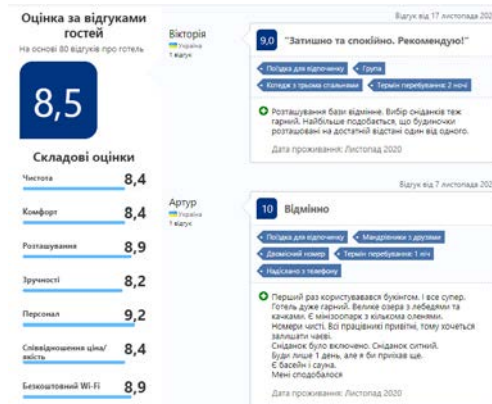 Оцінка за відгуками
гостей
На основі 80 відгуків про готель
8,5
Складові оцінки
Чистота 8,4
Комфорт 8,4
Розташування 8,9
Зручності 8,2
Персонал 9,2
Співвідношення ціна/
якість 8,4
Безкоштовний Wi-Fi 8,9
Відгук від 17 листопада 202
Вікторія
Україна
1 відгук
9,0 "Затишно та спокійно. Рекомендую!"
Поїздка для відпочинку Група
Котедж з трьома спальнями Термін перебування: 2 ночі
Розташування бази відмінне. Вибір сніданків теж
гарний. Найбільше подобається, що будиночки
розташовані на достатній відстані один від одного.
Дата проживання: Листопад 2020
Відгук від 7 листопада 202
Артур
Україна
1 відгук
10 Відмінно
Поїздка для відпочинку Мандрівники з друзями
Двомісний номер Термін перебування: 1 ніч
Надіслано з телефону
Перший раз користувавався букінгом. І все супер.
Готель дуже гарний. Велике озеро з лебедями та
качками. Є мінізоопарк з кількома оленями.
Номери чисті. Всі працівники привітні, тому хочеться
залишати чаєві.
Сніданок було включено. Сніданок ситний.
Були лише 1 день, але я би приїхав ще.
Є басейн і сауна.
Мені сподобалося
Дата проживання: Листопад 2020